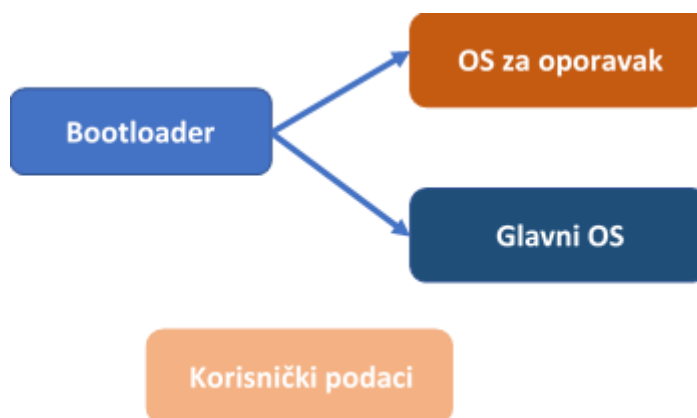 OS za oporavak
Bootloader
Glavni OS
Korisnički podaci